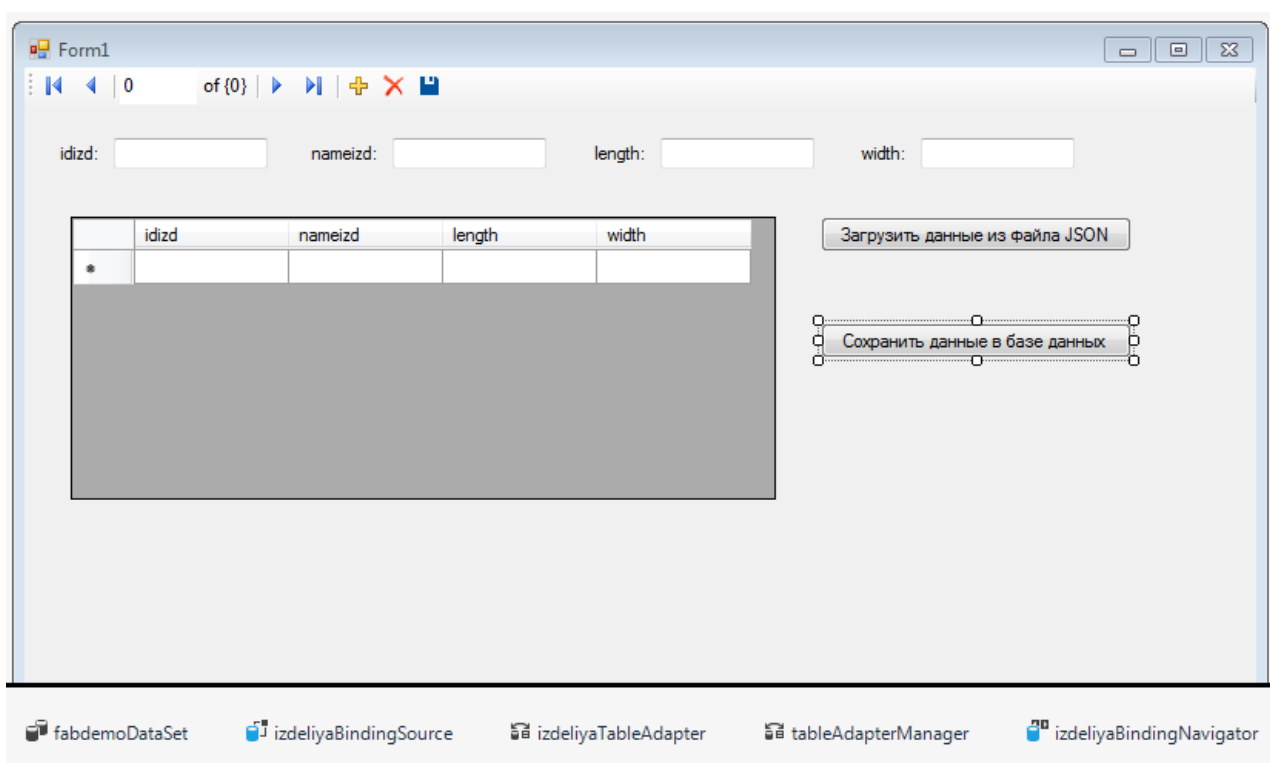 Form1
0 of {0}
idizd: nameizd: length: width:
idizd nameizd length width
Загрузить данные из файла JSON
Сохранить данные в базе данных
fabdemoDataSet izdeliyaBindingSource izdeliyaTableAdapter tableAdapterManager izdeliyaBindingNavigator